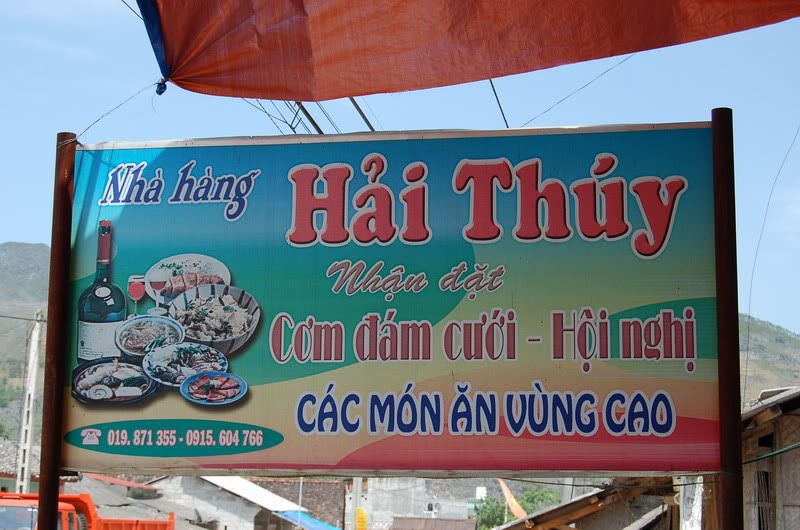 Nhà hàng
Hải Thúy
Nhận đặt
Cơm đám cưới - Hội nghị
CÁC MÓN ĂN VÙNG CAO
019. 871 355 - 0915. 604 766